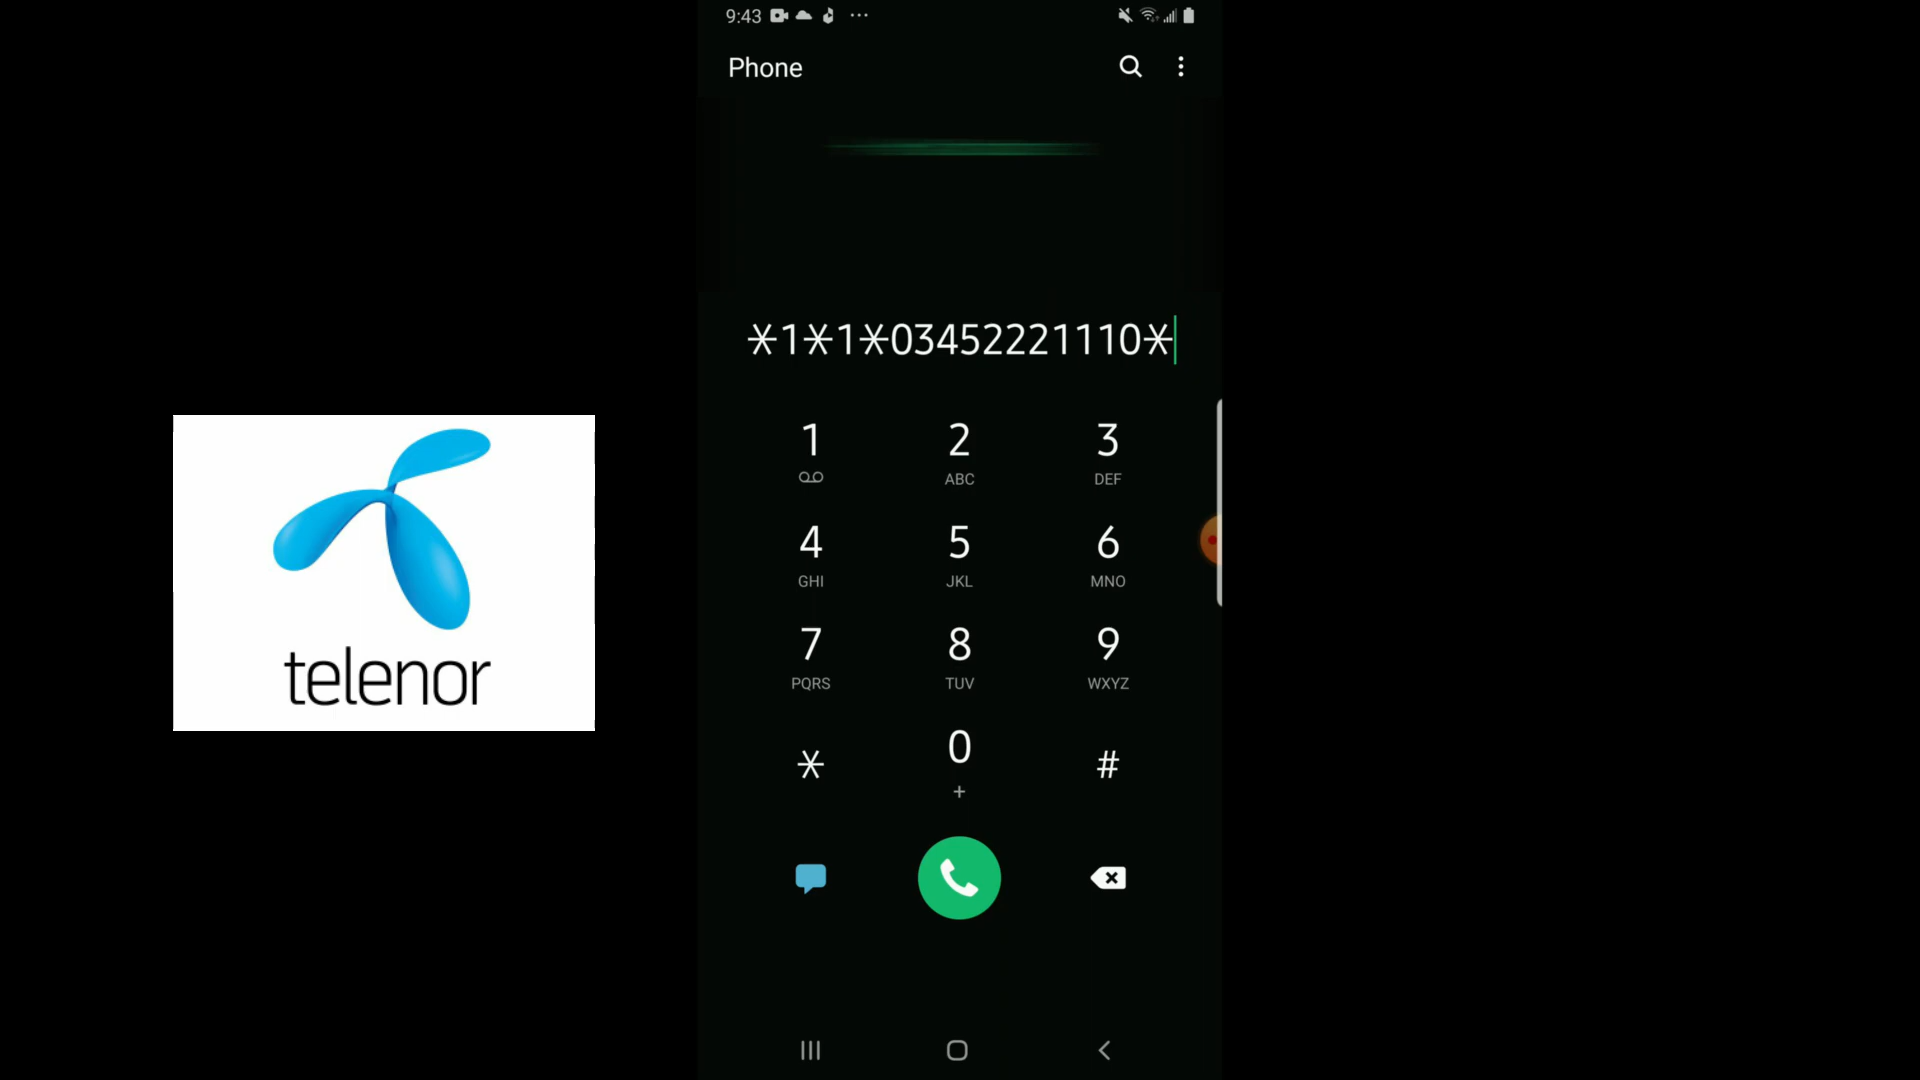 9:43
Phone
*1*1*03452221110*
1 2 3
ABC DEF
4 5 6
GHI JKL MNO
7 8 9
PQRS TUV WXYZ
* 0 #
+
telenor